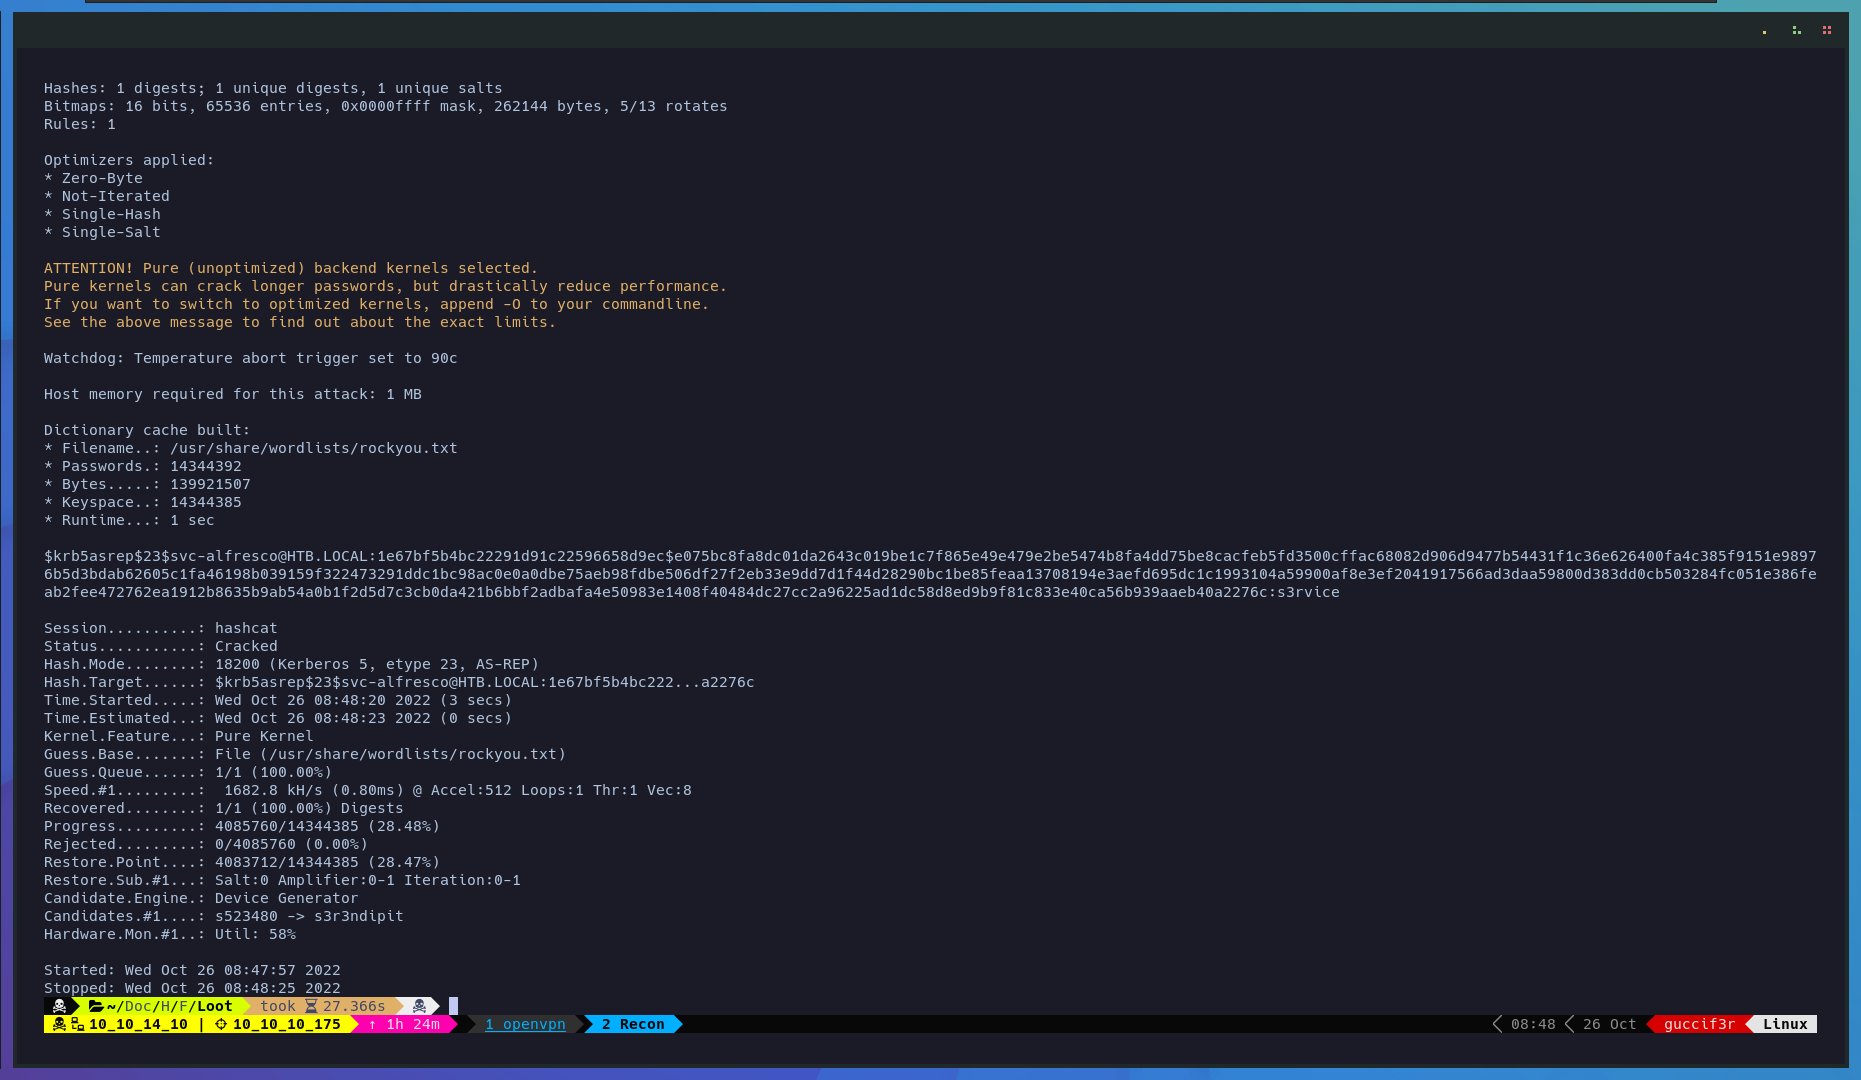 Hashes: 1 digests; 1 unique digests, 1 unique salts
Bitmaps: 16 bits, 65536 entries, 0x0000ffff mask, 262144 bytes, 5/13 rotates
Rules: 1
Optimizers applied:
* Zero-Byte
* Not-Iterated
* Single-Hash
* Single-Salt
ATTENTION! Pure (unoptimized) backend kernels selected.
Pure kernels can crack longer passwords, but drastically reduce performance.
If you want to switch to optimized kernels, append -O to your commandline.
See the above message to find out about the exact limits.
Watchdog: Temperature abort trigger set to 90c
Host memory required for this attack: 1 MB
Dictionary cache built:
* Filename..: /usr/share/wordlists/rockyou.txt
* Passwords.: 14344392
* Bytes.....: 139921507
* Keyspace..: 14344385
* Runtime...: 1 sec
$krb5asrep$23$svc-alfresco@HTB.LOCAL:1e67bf5b4bc22291d91c22596658d9ec$e075bc8fa8dc01da2643c019be1c7f865e49e479e2be5474b8fa4dd75be8cacfeb5fd3500cffac68082d906d9477b54431f1c36e626400fa4c385f9151e9897
6b5d3bdab62605c1fa46198b039159f322473291ddc1bc98ac0e0a0dbe75aeb98fdbe506df27f2eb33e9dd7d1f44d28290bc1be85feaa13708194e3aefd695dc1c1993104a59900af8e3ef2041917566ad3daa59800d383dd0cb503284fc051e386fe
ab2fee472762ea1912b8635b9ab54a0b1f2d5d7c3cb0da421b6bbf2adbafa4e50983e1408f40484dc27cc2a96225ad1dc58d8ed9b9f81c833e40ca56b939aaeb40a2276c:s3rvice
Session..........: hashcat
Status...........: Cracked
Hash.Mode........: 18200 (Kerberos 5, etype 23, AS-REP)
Hash.Target......: $krb5asrep$23$svc-alfresco@HTB.LOCAL:1e67bf5b4bc222...a2276c
Time.Started.....: Wed Oct 26 08:48:20 2022 (3 secs)
Time.Estimated...: Wed Oct 26 08:48:23 2022 (0 secs)
Kernel.Feature...: Pure Kernel
Guess.Base.......: File (/usr/share/wordlists/rockyou.txt)
Guess.Queue......: 1/1 (100.00%)
Speed.#1.........:  1682.8 kH/s (0.80ms) @ Accel:512 Loops:1 Thr:1 Vec:8
Recovered........: 1/1 (100.00%) Digests
Progress.........: 4085760/14344385 (28.48%)
Rejected.........: 0/4085760 (0.00%)
Restore.Point....: 4083712/14344385 (28.47%)
Restore.Sub.#1...: Salt:0 Amplifier:0-1 Iteration:0-1
Candidate.Engine.: Device Generator
Candidates.#1....: s523480 -> s3r3ndipit
Hardware.Mon.#1..: Util: 58%
Started: Wed Oct 26 08:47:57 2022
Stopped: Wed Oct 26 08:48:25 2022
~/Doc/H/F/Loot took 27.366s
10_10_14_10 | 10_10_10_175 ↑ 1h 24m 1 openvpn 2 Recon 08:48 26 Oct guccif3r Linux